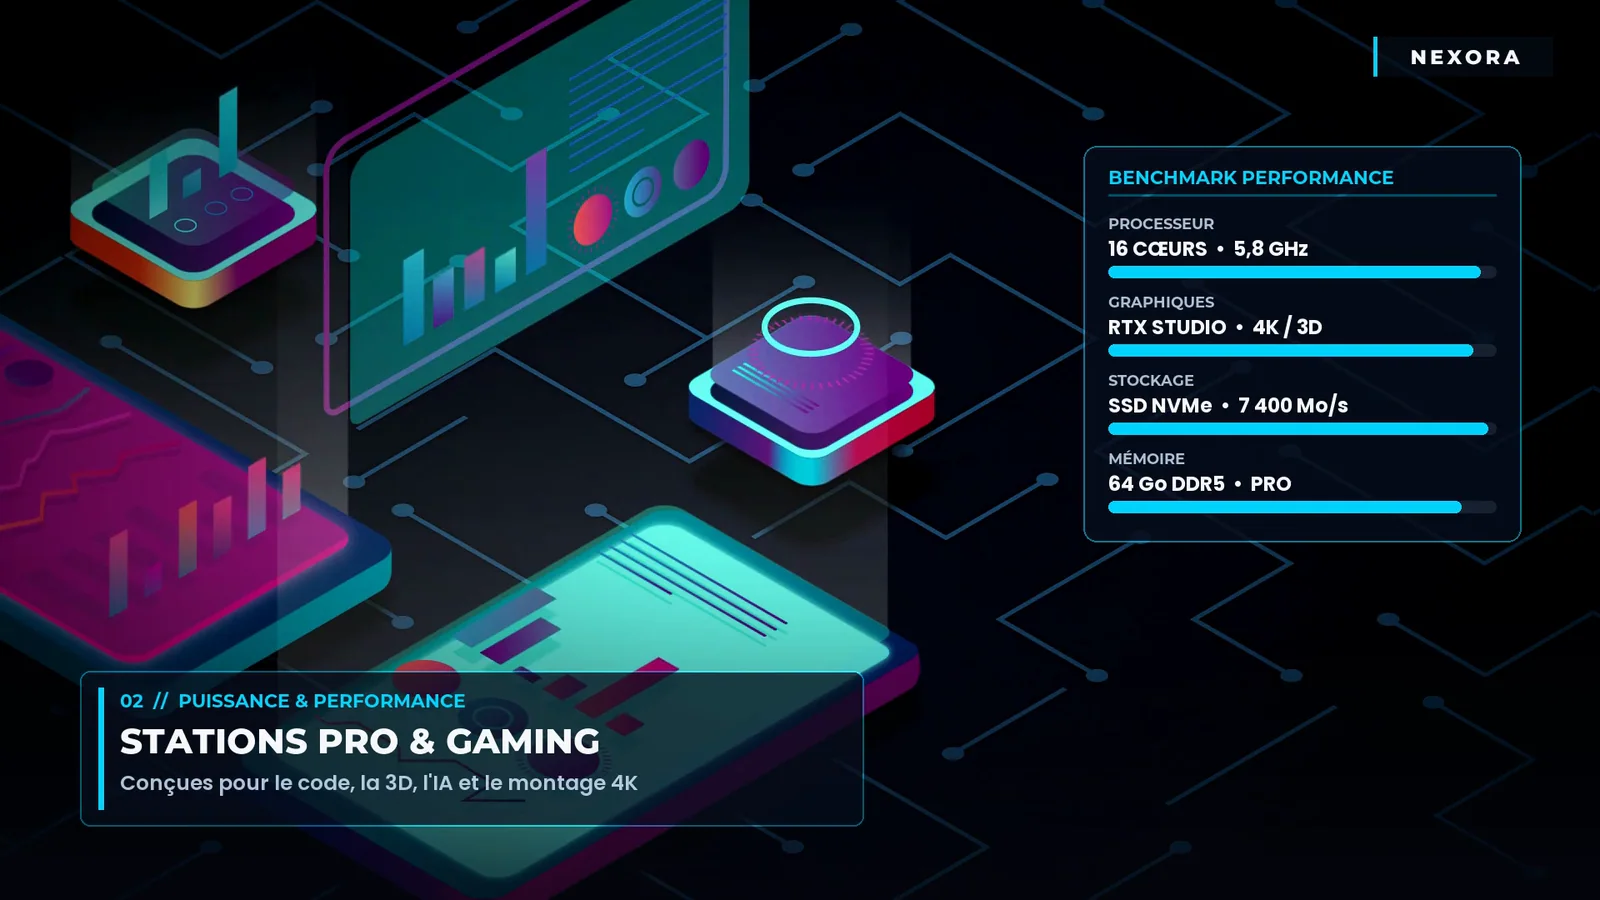 NEXORA
BENCHMARK PERFORMANCE
PROCESSEUR
16 CŒURS • 5,8 GHz
GRAPHIQUES
RTX STUDIO • 4K / 3D
STOCKAGE
SSD NVMe • 7 400 Mo/s
MÉMOIRE
64 Go DDR5 • PRO
02 // PUISSANCE & PERFORMANCE
STATIONS PRO & GAMING
Conçues pour le code, la 3D, l'IA et le montage 4K